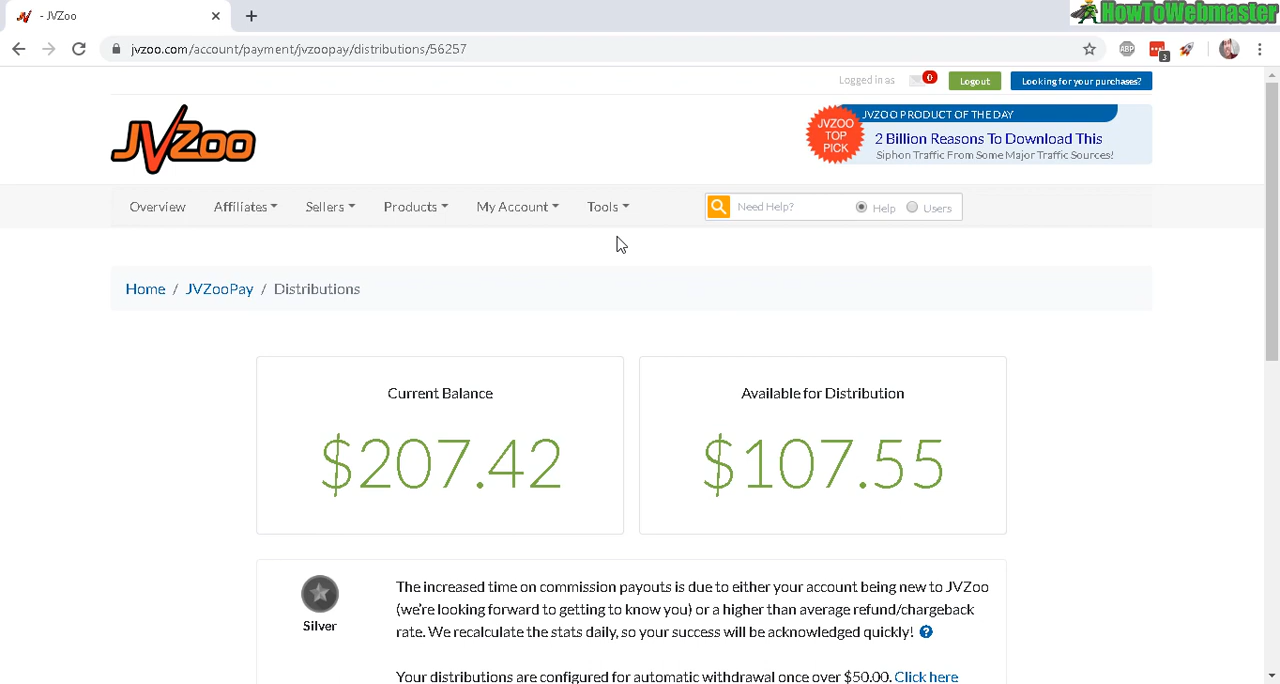 - JVZoo
HowToWebmaster
jvzoo.com/account/payment/jvzoopay/distributions/56257
ABP
3
Logged in as 0 Logout Looking for your purchases?
JVZoo
JVZOO TOP PICK
JVZOO PRODUCT OF THE DAY
2 Billion Reasons To Download This
Siphon Traffic From Some Major Traffic Sources!
Overview Affiliates Sellers Products My Account Tools Need Help? Help Users
Home / JVZooPay / Distributions
Current Balance
$207.42
Available for Distribution
$107.55
Silver
The increased time on commission payouts is due to either your account being new to JVZoo
(we're looking forward to getting to know you) or a higher than average refund/chargeback
rate. We recalculate the stats daily, so your success will be acknowledged quickly! ?
Your distributions are configured for automatic withdrawal once over $50.00. Click here